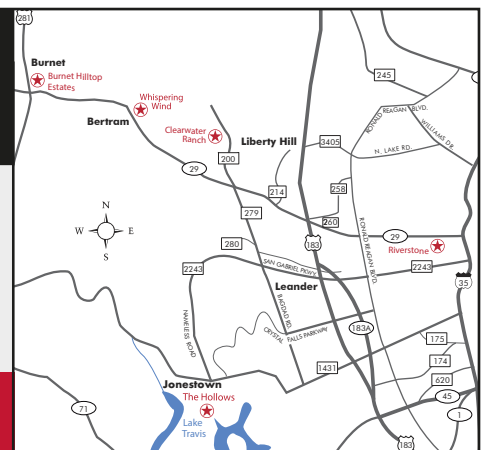 281
Burnet
Burnet Hilltop
Estates
245
Whispering
Wind
Bertram
RONALD REAGAN BLVD.
WILLIAMS DR.
Clearwater
Ranch
Liberty Hill
3405
N. LAKE RD.
200
29
214
258
279
260
N
W E
S
280
183
29
RONALD REAGAN BLVD.
Riverstone
2243
SAN GABRIEL PKWY.
2243
35
Leander
BAGDAD RD.
NAMELESS ROAD
CRYSTAL FALLS PARKWAY
183A
175
174
1431
620
Jonestown
The Hollows
45
71
1
Lake
Travis
183